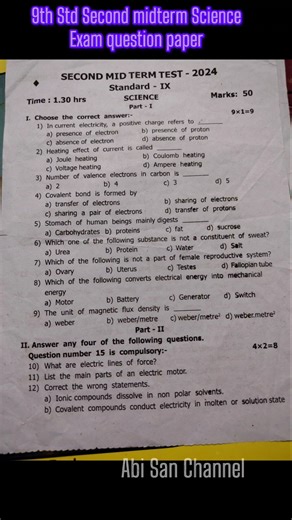 9th Std Second midterm Science
Exam question paper
SECOND MID TERM TEST - 2024
Standard - IX
Time : 1.30 hrs SCIENCE Marks: 50
Part - I
I. Choose the correct answer:- 9×1=9
1) In current electricity, a positive charge refers to
a) presence of electron b) presence of proton
c) absence of electron d) absence of proton
2) Heating effect of current is called
a) Joule heating b) Coulomb heating
c) Voltage heating d) Ampere heating
3) Number of valence electrons in carbon is
a) 2 b) 4 c) 3 d) 5
4) Covalent bond is formed by
a) transfer of electrons b) sharing of electrons
c) sharing a pair of electrons d) transfer of protons
5) Stomach of human beings mainly digests
a) Carbohydrates b) proteins c) fat d) sucrose
6) Which one of the following substance is not a constituent of sweat?
a) Urea b) Protein c) Water d) Salt
7) Which of the following is not a part of female reproductive system?
a) Ovary b) Uterus c) Testes d) Fallopian tube
8) Which of the following converts electrical energy into mechanical
energy
a) Motor b) Battery c) Generator d) Switch
9) The unit of magnetic flux density is
a) weber b) weber/metre c) weber/metre² d) weber.metre²
Part - II
II. Answer any four of the following questions.
Question number 15 is compulsory:- 4×2=8
10) What are electric lines of force?
11) List the main parts of an electric motor.
12) Correct the wrong statements.
a) Ionic compounds dissolve in non polar solvents.
b) Covalent compounds conduct electricity in molten or solution state
Abi San Channel